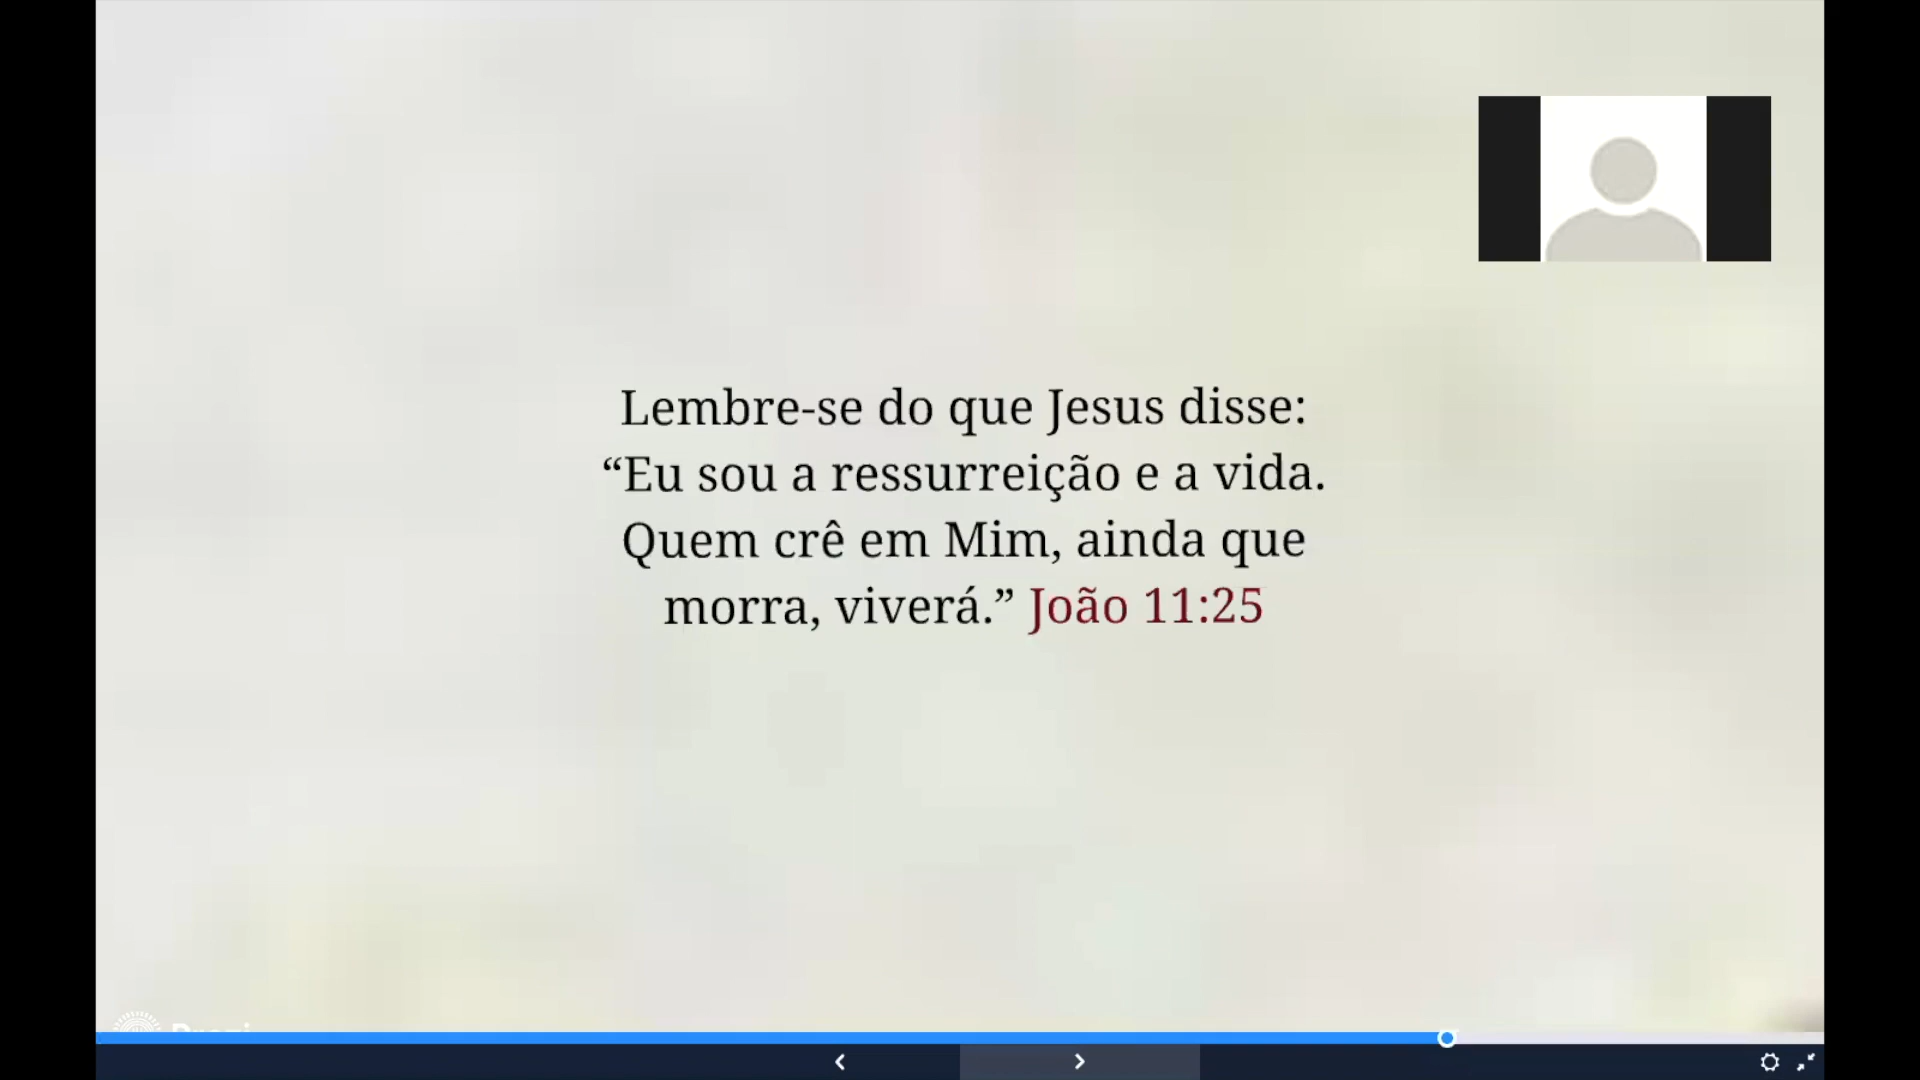 Lembre-se do que Jesus disse:
“Eu sou a ressurreição e a vida.
Quem crê em Mim, ainda que
morra, viverá.” João 11:25